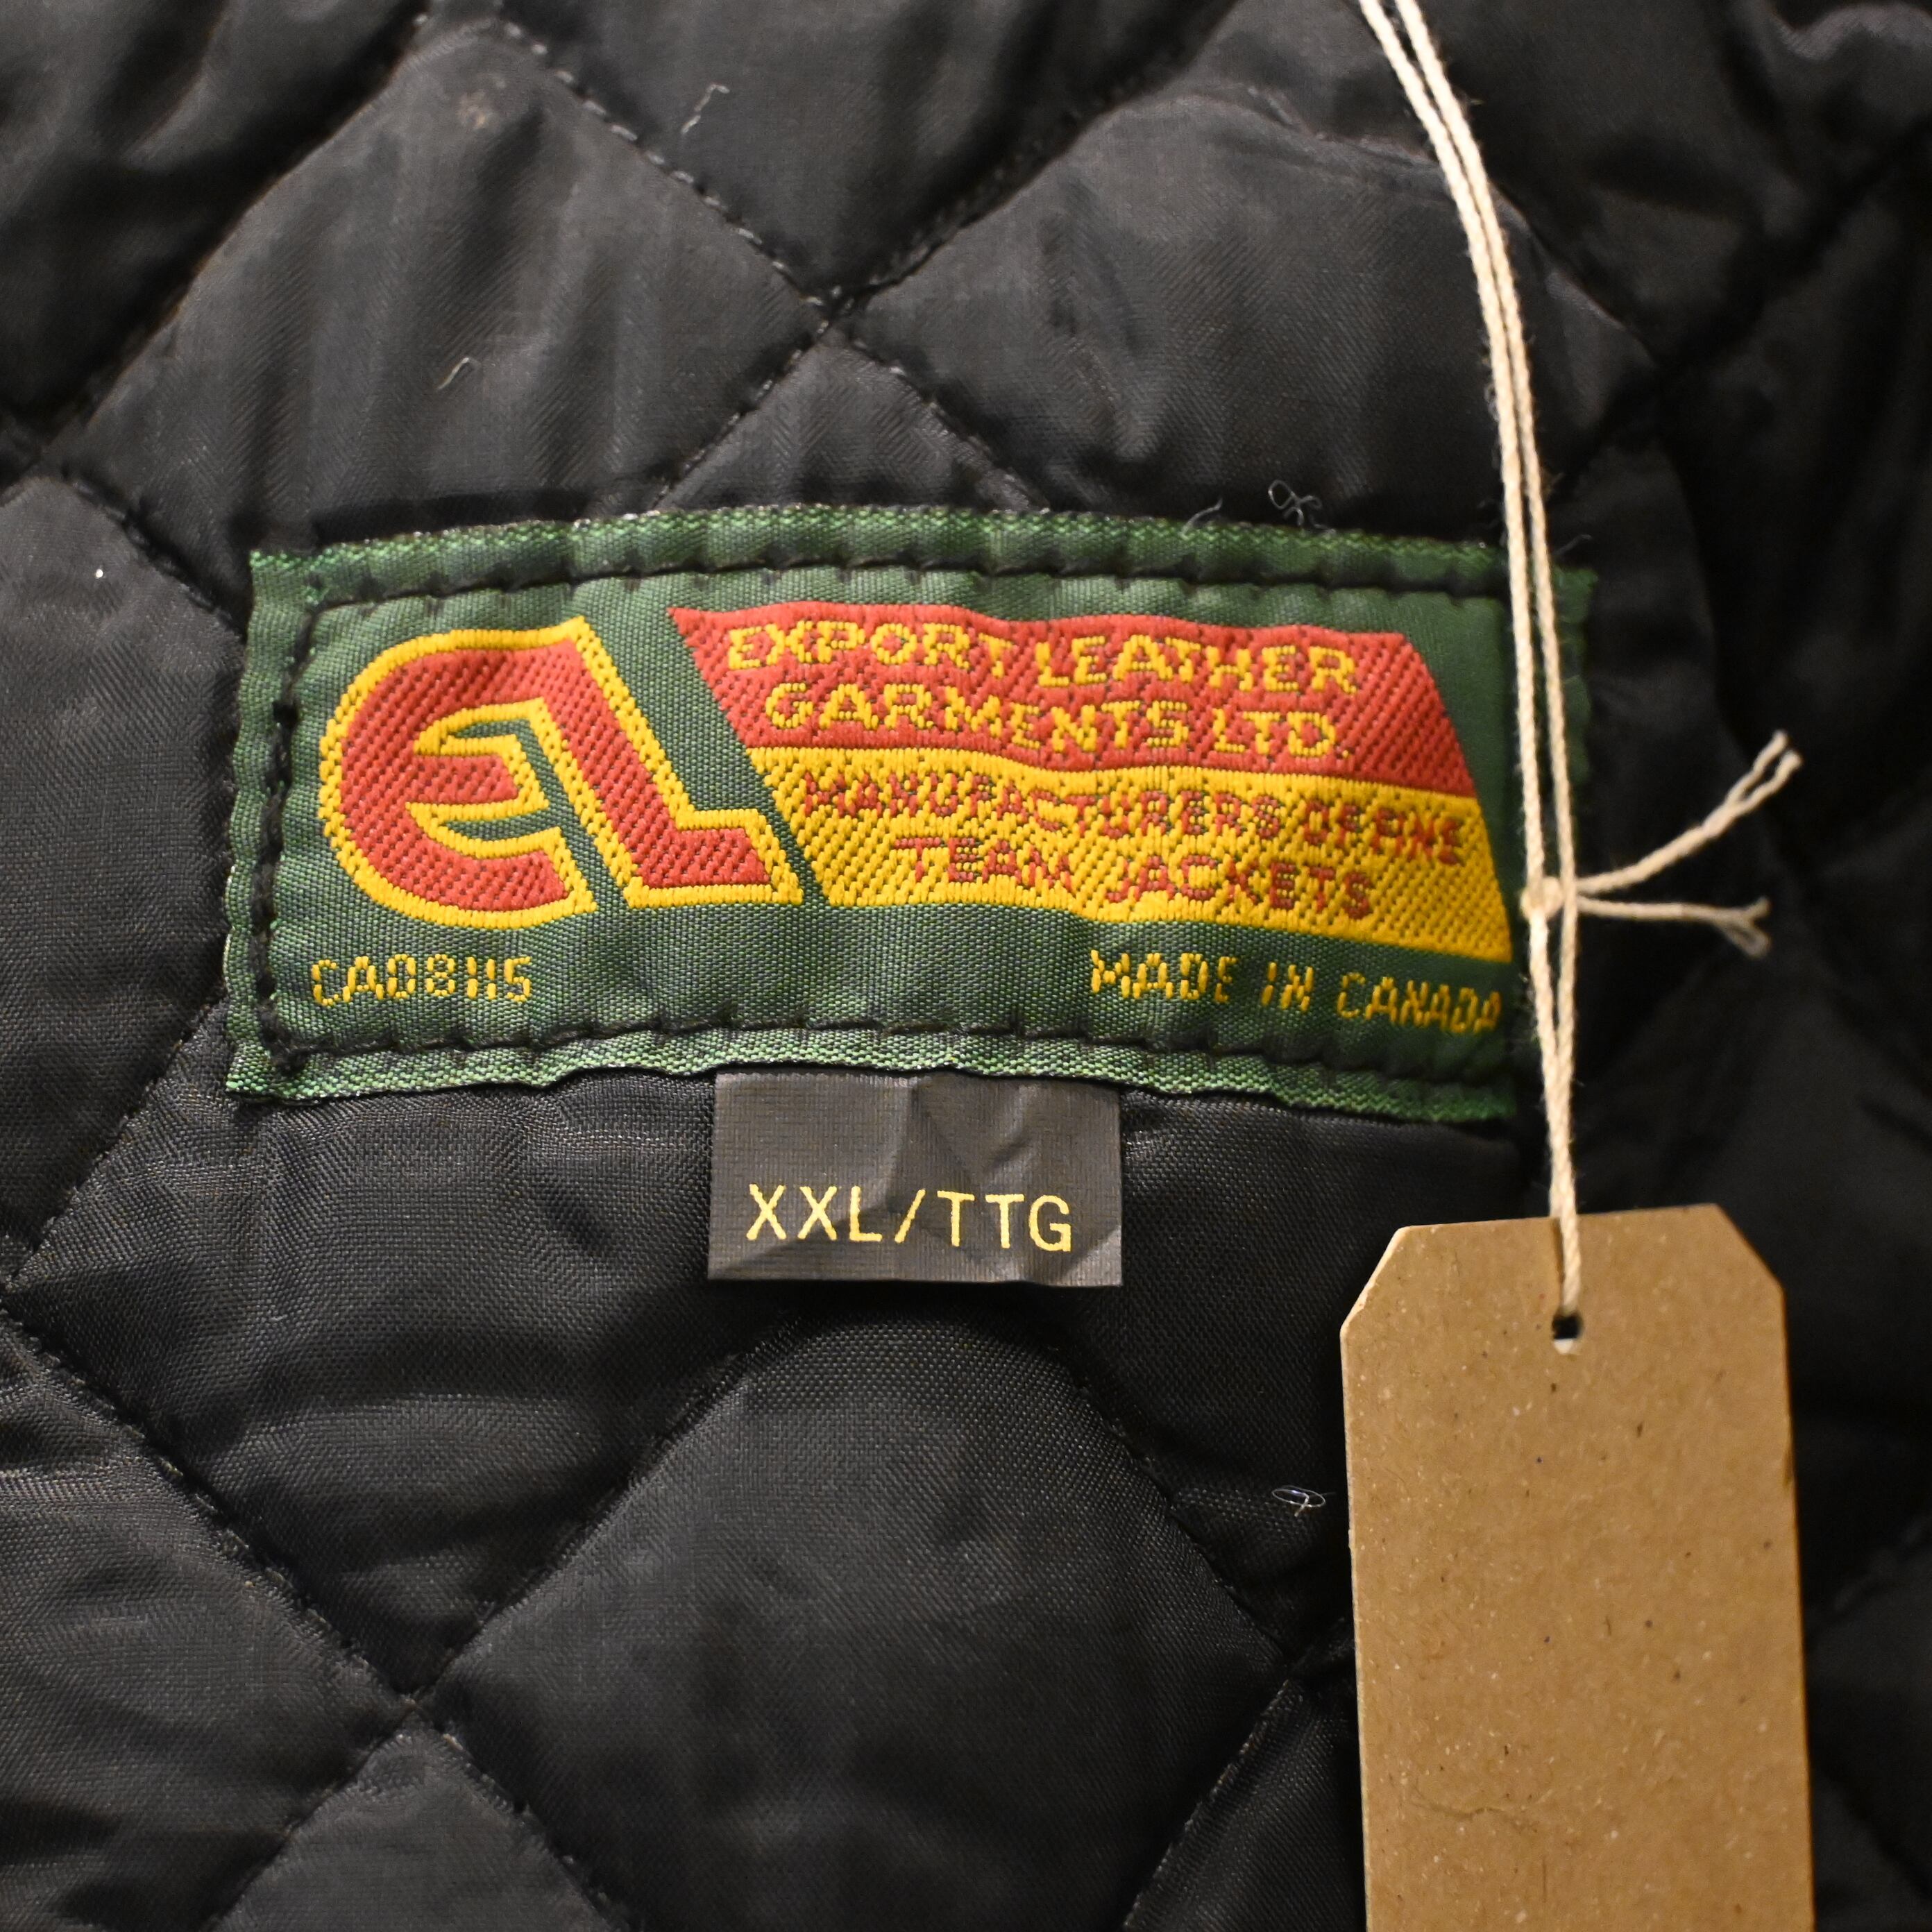 EL
EXPORT LEATHER
GARMENTS LTD.
MANUFACTURERS OF FINE
TEAM JACKETS
CA08115
MADE IN CANADA
XXL/TTG